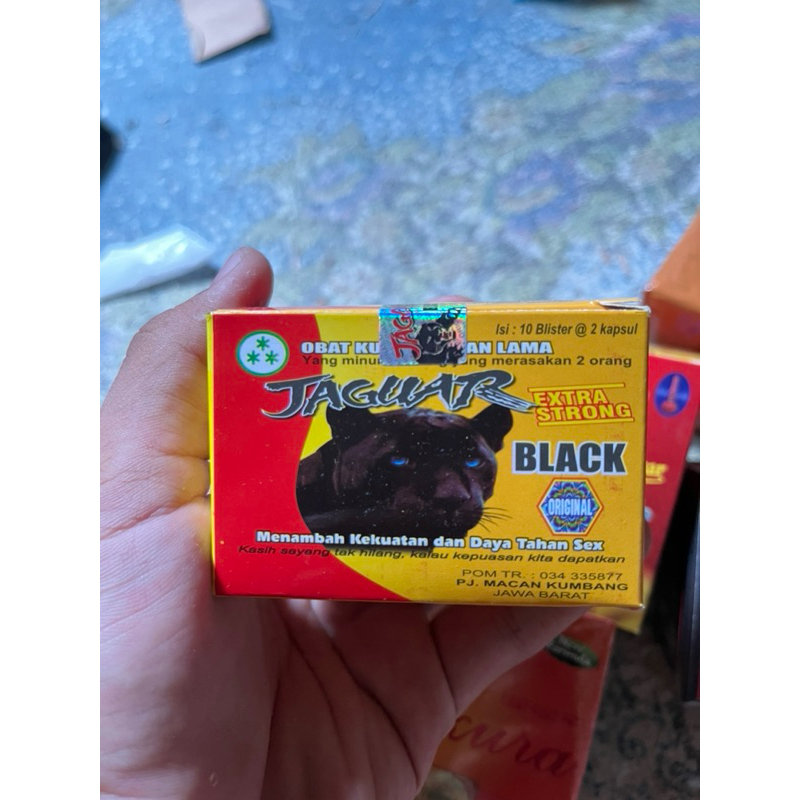 Isi : 10 Blister @ 2 kapsul
OBAT KU AN LAMA
Yang minu ng merasakan 2 orang
JAGUAR
EXTRA
STRONG
BLACK
ORIGINAL
Menambah Kekuatan dan Daya Tahan Sex
Kasih sayang tak hilang, kalau kepuasan kita dapatkan
POM TR. : 034 335877
PJ. MACAN KUMBANG
JAWA BARAT
JAG